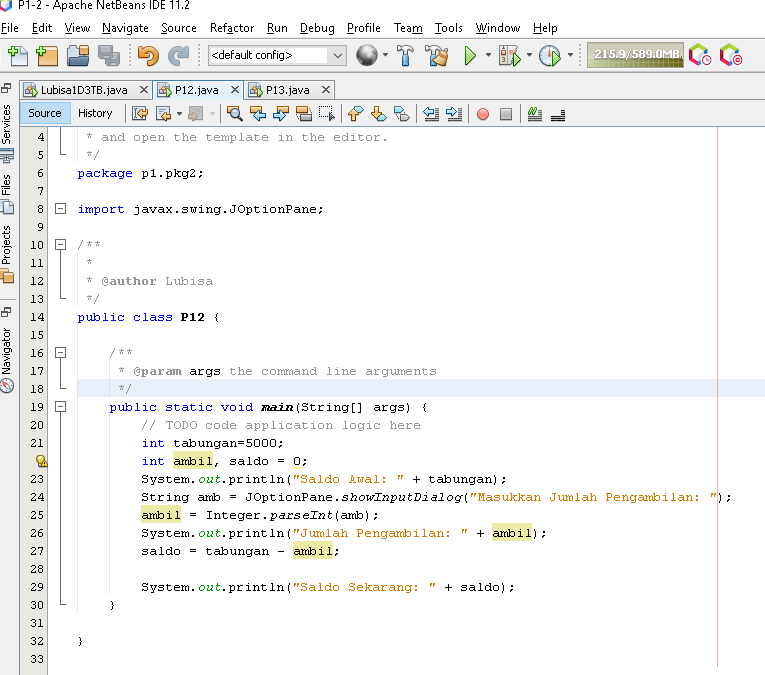 P1-2 - Apache NetBeans IDE 11.2
File Edit View Navigate Source Refactor Run Debug Profile Team Tools Window Help
<default config> 215.9/589.0MB
Lubisa1D3TB.java P12.java P13.java
Source History
Services
Files
Projects
Navigator
4 * and open the template in the editor.
5 */
6 package p1.pkg2;
7
8 import javax.swing.JOptionPane;
9
10 /**
11 *
12 * @author Lubisa
13 */
14 public class P12 {
15
16 /**
17 * @param args the command line arguments
18 */
19 public static void main(String[] args) {
20 // TODO code application logic here
21 int tabungan=5000;
int ambil, saldo = 0;
23 System.out.println("Saldo Awal: " + tabungan);
24 String amb = JOptionPane.showInputDialog("Masukkan Jumlah Pengambilan: ");
25 ambil = Integer.parseInt(amb);
26 System.out.println("Jumlah Pengambilan: " + ambil);
27 saldo = tabungan - ambil;
28
29 System.out.println("Saldo Sekarang: " + saldo);
30 }
31
32 }
33